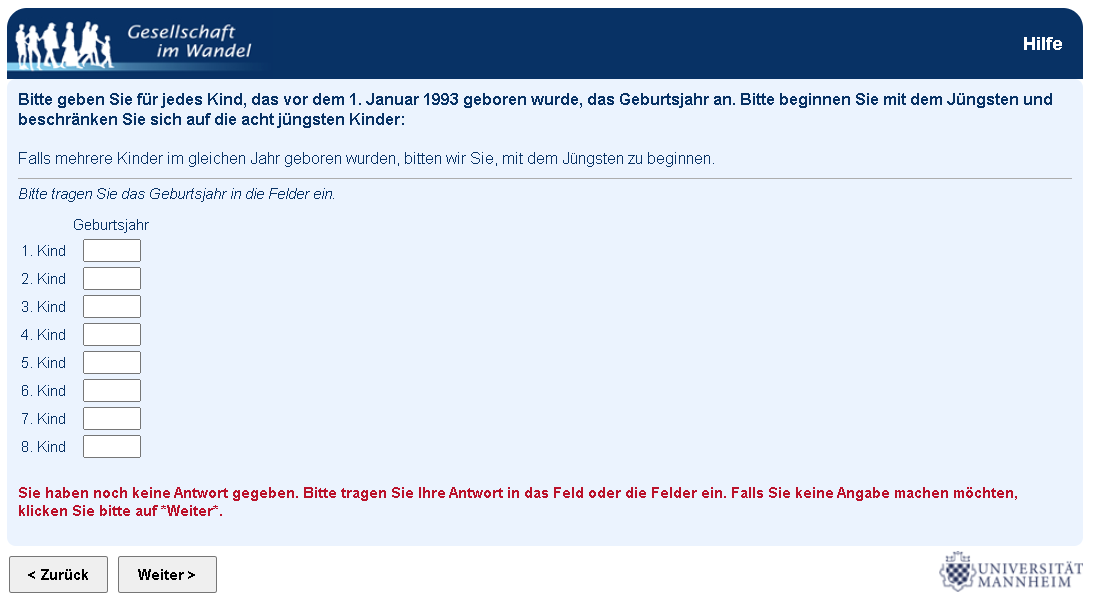 Gesellschaft
im Wandel
Hilfe
Bitte geben Sie für jedes Kind, das vor dem 1. Januar 1993 geboren wurde, das Geburtsjahr an. Bitte beginnen Sie mit dem Jüngsten und
beschränken Sie sich auf die acht jüngsten Kinder:
Falls mehrere Kinder im gleichen Jahr geboren wurden, bitten wir Sie, mit dem Jüngsten zu beginnen.
Bitte tragen Sie das Geburtsjahr in die Felder ein.
Geburtsjahr
1. Kind
2. Kind
3. Kind
4. Kind
5. Kind
6. Kind
7. Kind
8. Kind
Sie haben noch keine Antwort gegeben. Bitte tragen Sie Ihre Antwort in das Feld oder die Felder ein. Falls Sie keine Angabe machen möchten,
klicken Sie bitte auf *Weiter*.
< Zurück
Weiter >
UNIVERSITÄT
MANNHEIM